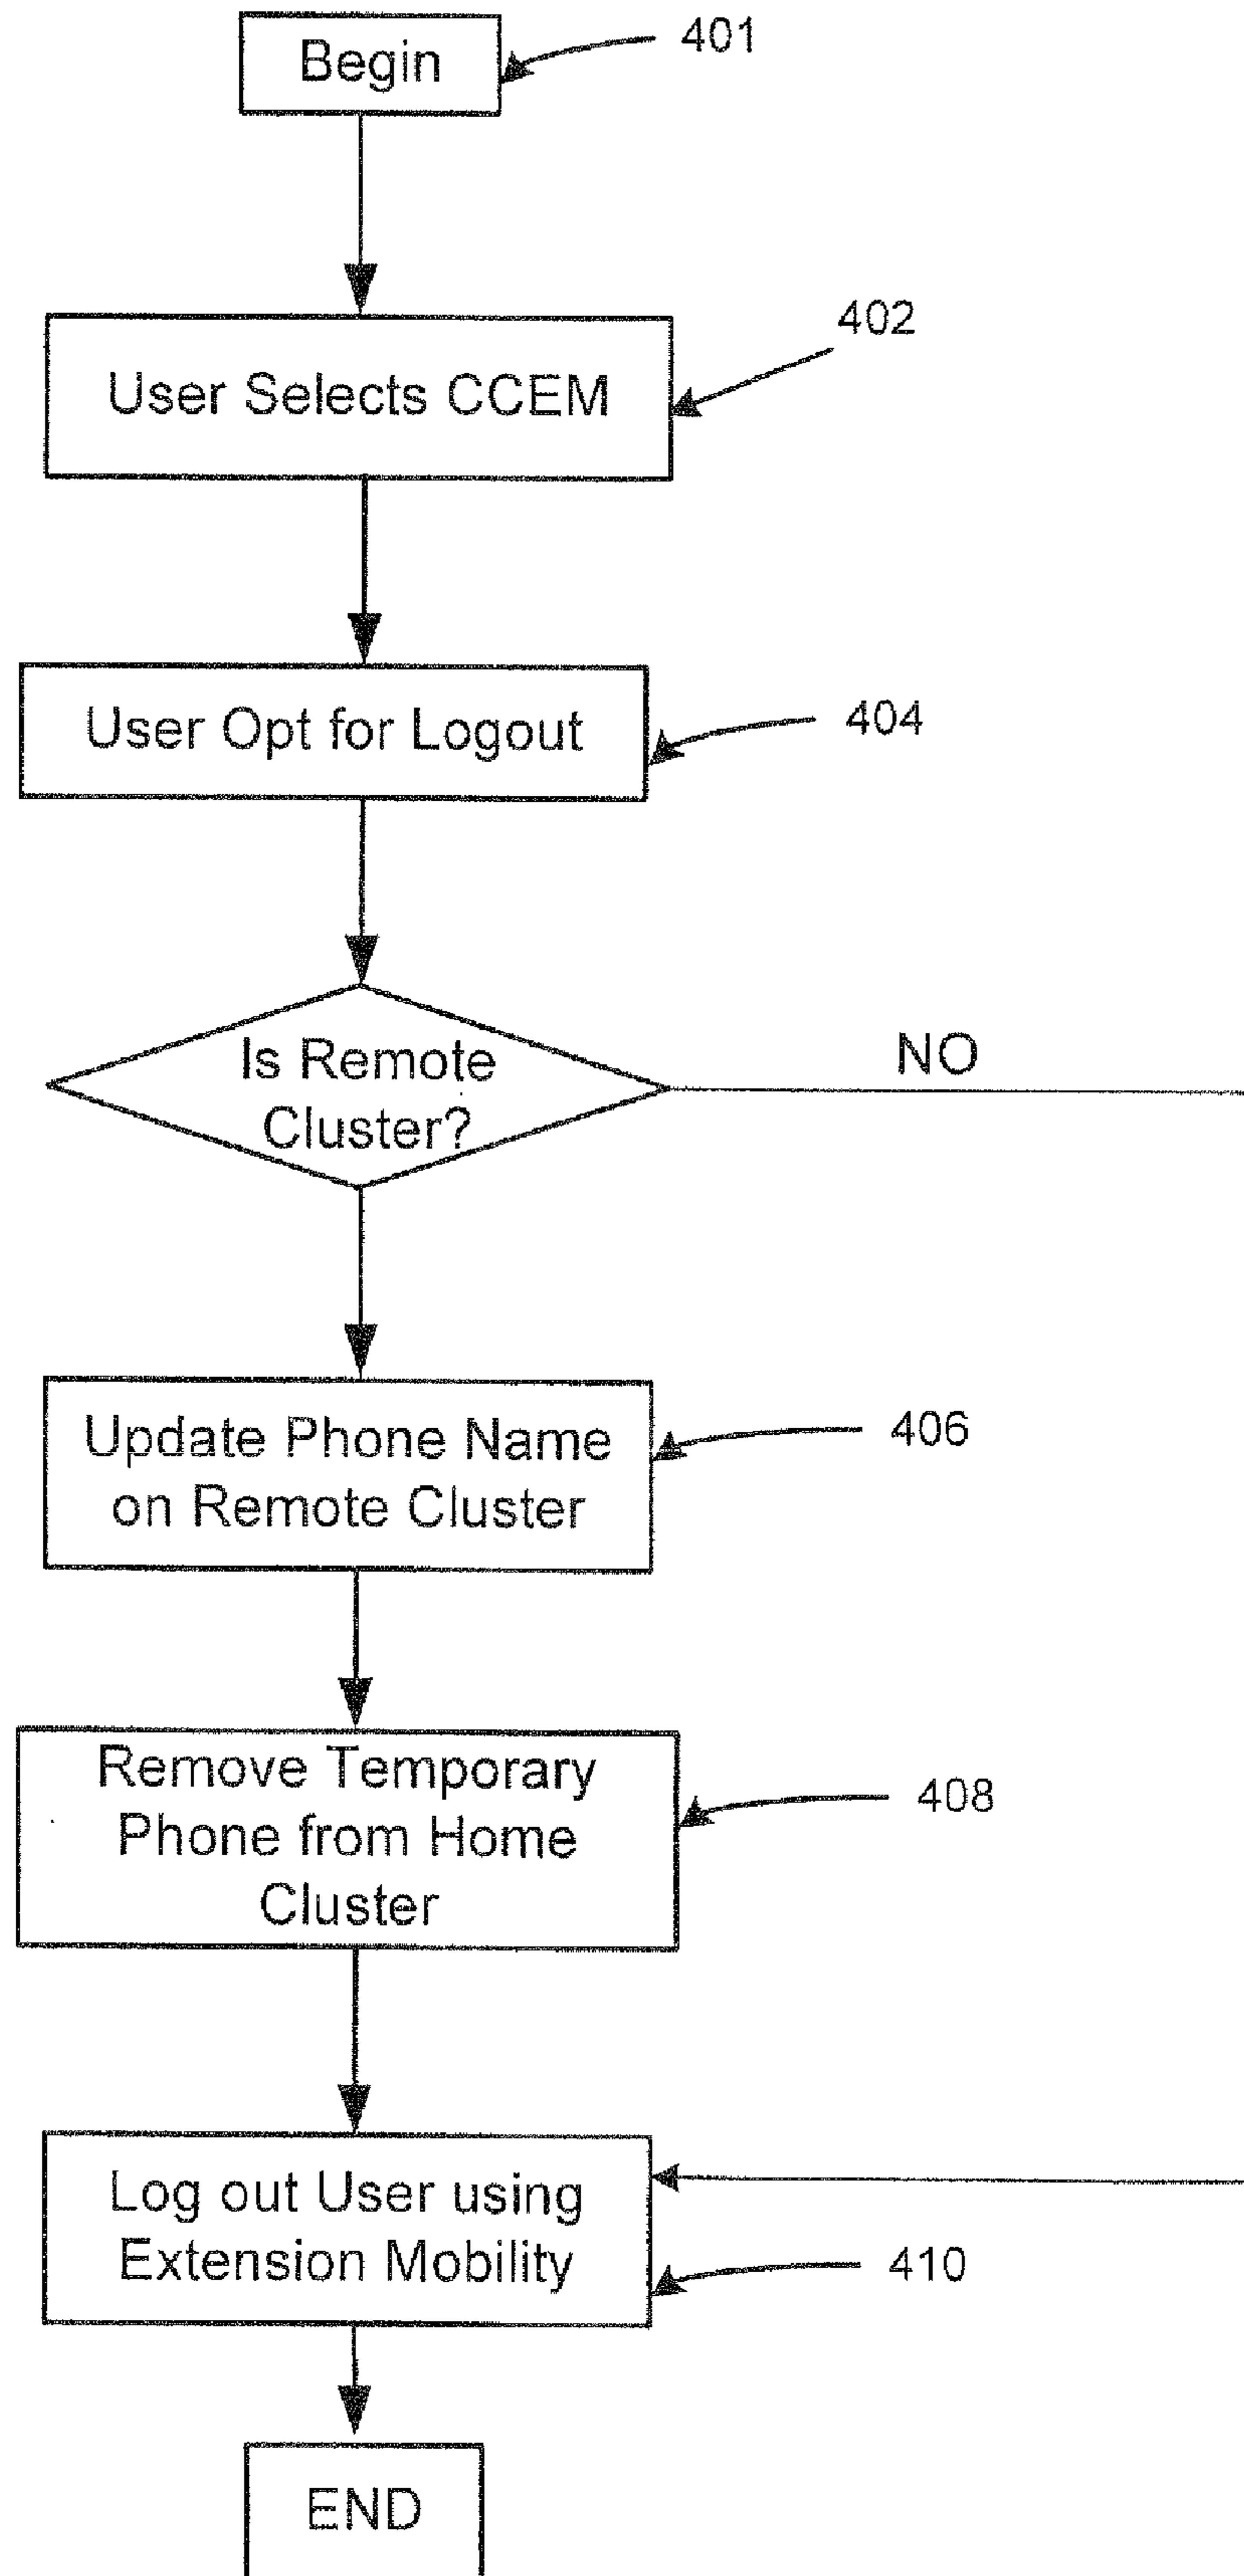 Begin
401
User Selects CCEM
402
User Opt for Logout
404
Is Remote
Cluster?
NO
Update Phone Name
on Remote Cluster
406
Remove Temporary
Phone from Home
Cluster
408
Log out User using
Extension Mobility
410
END